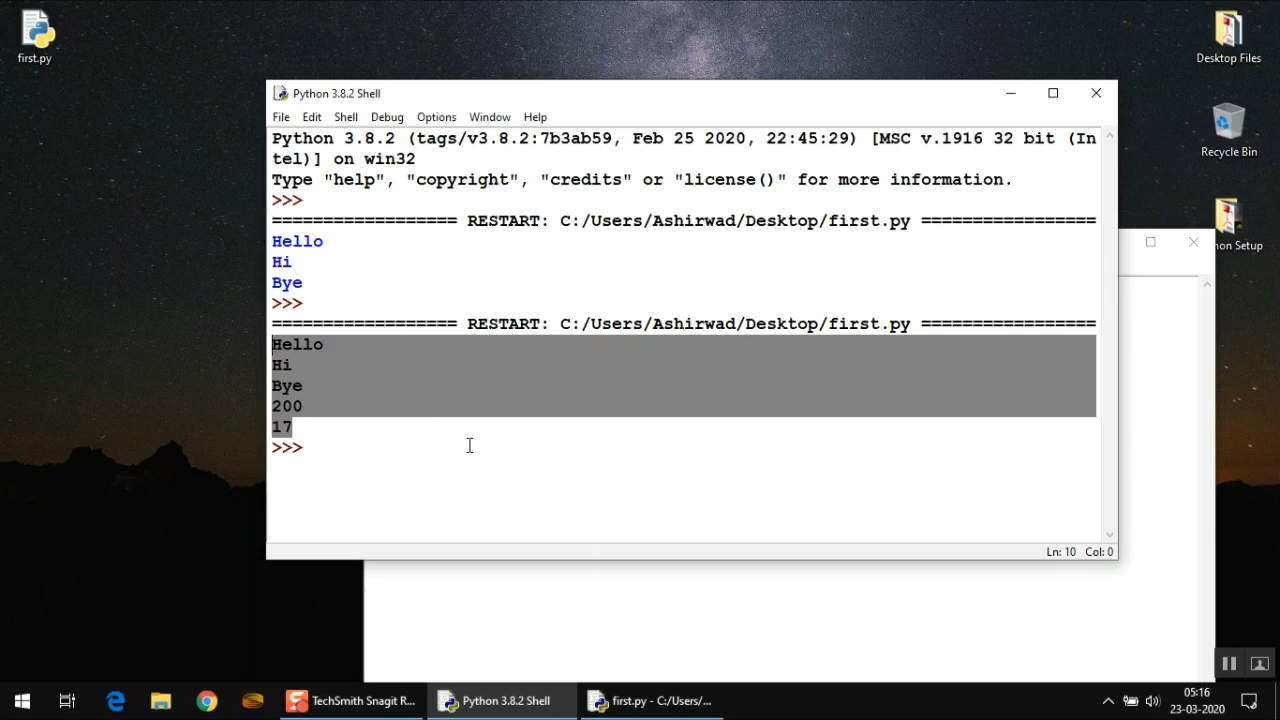 first.py
Desktop Files
Recycle Bin
hon Setup
Python 3.8.2 Shell
File Edit Shell Debug Options Window Help
Python 3.8.2 (tags/v3.8.2:7b3ab59, Feb 25 2020, 22:45:29) [MSC v.1916 32 bit (In
tel)] on win32
Type "help", "copyright", "credits" or "license()" for more information.
>>>
================== RESTART: C:/Users/Ashirwad/Desktop/first.py =================
Hello
Hi
Bye
>>>
================== RESTART: C:/Users/Ashirwad/Desktop/first.py =================
Hello
Hi
Bye
200
17
>>>
Ln: 10 Col: 0
TechSmith Snagit R...
Python 3.8.2 Shell
first.py - C:/Users/...
05:16
23-03-2020